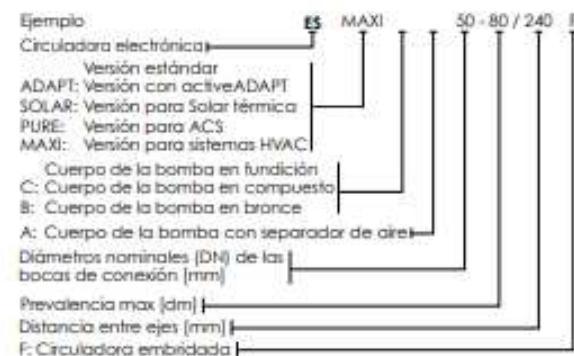 Ejemplo ES MAXI 50 - 80 / 240 F
Circuladora electrónica
Versión estándar
ADAPT: Versión con activeADAPT
SOLAR: Versión para Solar térmica
PURE: Versión para ACS
MAXI: Versión para sistemas HVAC
Cuerpo de la bomba en fundición
C: Cuerpo de la bomba en compuesto
B: Cuerpo de la bomba en bronce
A: Cuerpo de la bomba con separador de aire
Diámetros nominales (DN) de las
bocas de conexión (mm)
Prevalencia max (dm)
Distancia entre ejes (mm)
F: Circuladora embridada